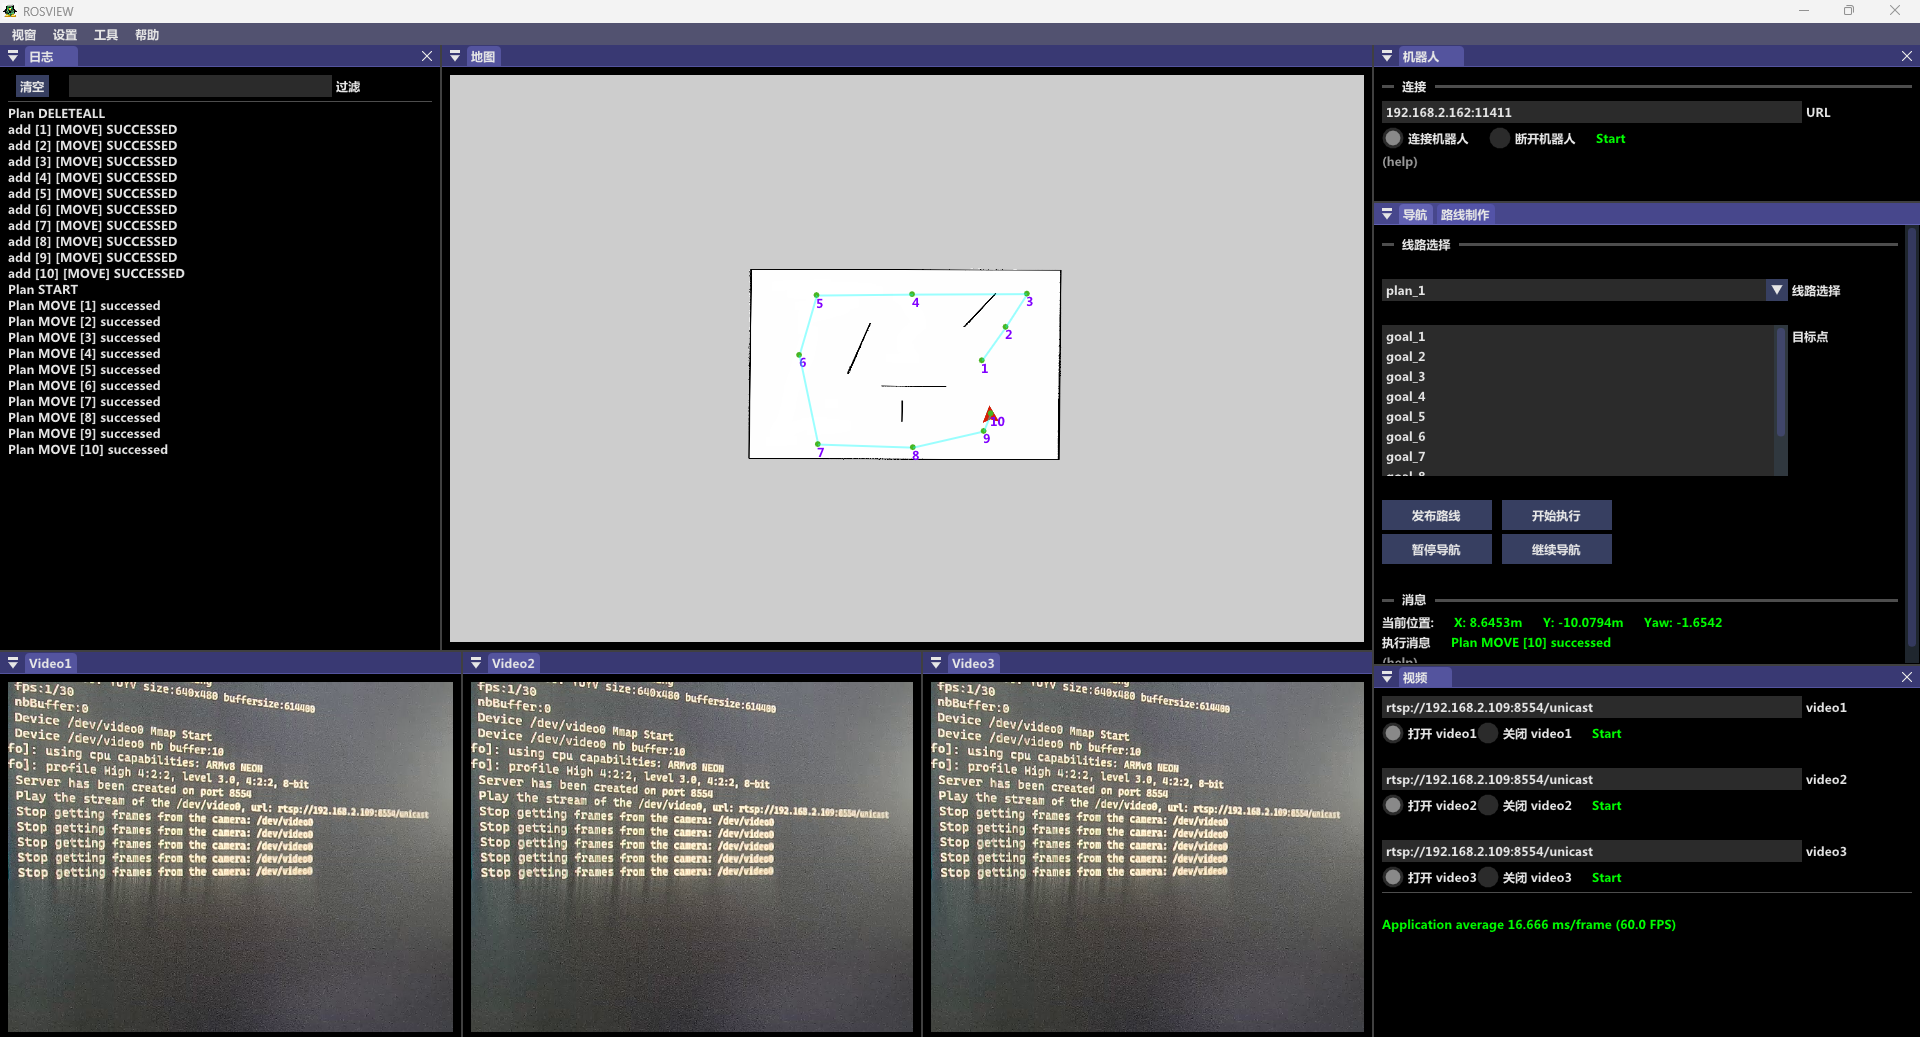 ROSVIEW
视窗 设置 工具 帮助
日志
清空 过滤
Plan DELETEALL
add [1] [MOVE] SUCCESSED
add [2] [MOVE] SUCCESSED
add [3] [MOVE] SUCCESSED
add [4] [MOVE] SUCCESSED
add [5] [MOVE] SUCCESSED
add [6] [MOVE] SUCCESSED
add [7] [MOVE] SUCCESSED
add [8] [MOVE] SUCCESSED
add [9] [MOVE] SUCCESSED
add [10] [MOVE] SUCCESSED
Plan START
Plan MOVE [1] successed
Plan MOVE [2] successed
Plan MOVE [3] successed
Plan MOVE [4] successed
Plan MOVE [5] successed
Plan MOVE [6] successed
Plan MOVE [7] successed
Plan MOVE [8] successed
Plan MOVE [9] successed
Plan MOVE [10] successed
地图
5 4 3
2
6 1
10
9
7 8
机器人
连接
192.168.2.162:11411 URL
连接机器人 断开机器人 Start
(help)
导航 路线制作
线路选择
plan_1 线路选择
goal_1 目标点
goal_2
goal_3
goal_4
goal_5
goal_6
goal_7
goal_8
发布路线 开始执行
暂停导航 继续导航
消息
当前位置: X: 8.6453m Y: -10.0794m Yaw: -1.6542
执行消息 Plan MOVE [10] successed
(help)
Video1
fps:1/30 YUYV size:640x480 buffersize:614400
nbBuffer:0
Device /dev/video0 Mmap Start
Device /dev/video0 nb buffer:10
fo]: using cpu capabilities: ARMv8 NEON
fo]: profile High 4:2:2, level 3.0, 4:2:2, 8-bit
Server has been created on port 8554
Play the stream of the /dev/video0, url: rtsp://192.168.2.109:8554/unicast
Stop getting frames from the camera: /dev/video0
Stop getting frames from the camera: /dev/video0
Stop getting frames from the camera: /dev/video0
Stop getting frames from the camera: /dev/video0
Stop getting frames from the camera: /dev/video0
Video2
fps:1/30 YUYV size:640x480 buffersize:614400
nbBuffer:0
Device /dev/video0 Mmap Start
Device /dev/video0 nb buffer:10
fo]: using cpu capabilities: ARMv8 NEON
fo]: profile High 4:2:2, level 3.0, 4:2:2, 8-bit
Server has been created on port 8554
Play the stream of the /dev/video0, url: rtsp://192.168.2.109:8554/unicast
Stop getting frames from the camera: /dev/video0
Stop getting frames from the camera: /dev/video0
Stop getting frames from the camera: /dev/video0
Stop getting frames from the camera: /dev/video0
Stop getting frames from the camera: /dev/video0
Video3
fps:1/30 YUYV size:640x480 buffersize:614400
nbBuffer:0
Device /dev/video0 Mmap Start
Device /dev/video0 nb buffer:10
fo]: using cpu capabilities: ARMv8 NEON
fo]: profile High 4:2:2, level 3.0, 4:2:2, 8-bit
Server has been created on port 8554
Play the stream of the /dev/video0, url: rtsp://192.168.2.109:8554/unicast
Stop getting frames from the camera: /dev/video0
Stop getting frames from the camera: /dev/video0
Stop getting frames from the camera: /dev/video0
Stop getting frames from the camera: /dev/video0
Stop getting frames from the camera: /dev/video0
视频
rtsp://192.168.2.109:8554/unicast video1
打开 video1 关闭 video1 Start
rtsp://192.168.2.109:8554/unicast video2
打开 video2 关闭 video2 Start
rtsp://192.168.2.109:8554/unicast video3
打开 video3 关闭 video3 Start
Application average 16.666 ms/frame (60.0 FPS)